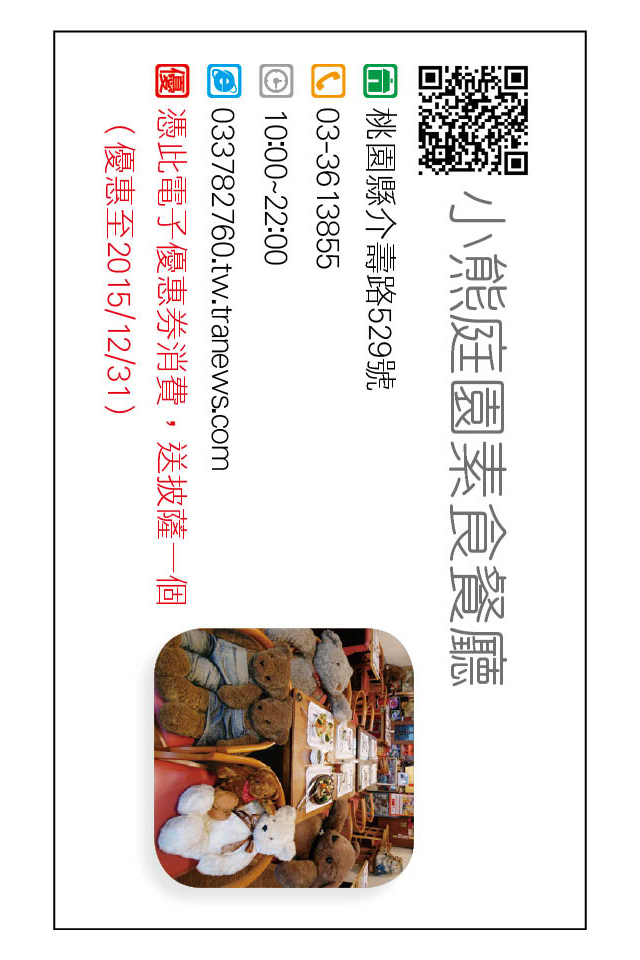 小熊庭園素食餐廳
桃園縣介壽路529號
03-3613855
10:00~22:00
033782760.tw.tranews.com
優 憑此電子優惠券消費，送披薩一個
（優惠至2015/12/31）